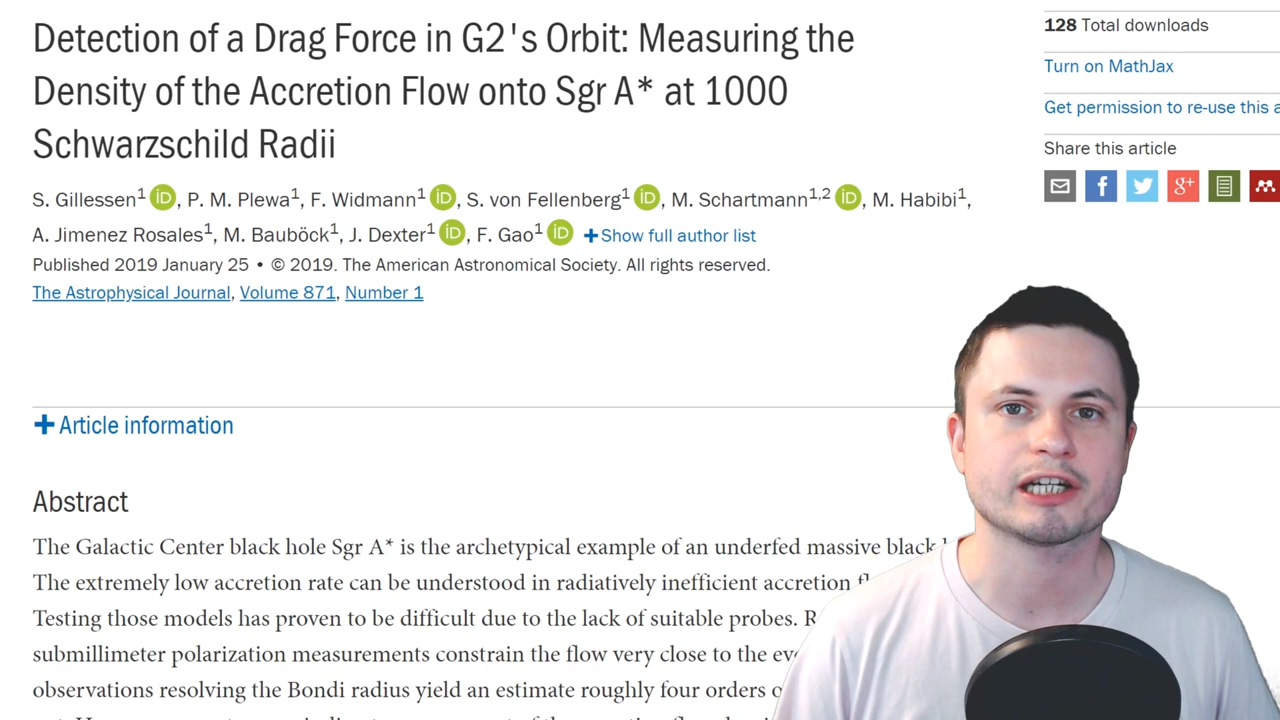 Detection of a Drag Force in G2's Orbit: Measuring the
Density of the Accretion Flow onto Sgr A* at 1000
Schwarzschild Radii
S. Gillessen1 iD, P. M. Plewa1, F. Widmann1 iD, S. von Fellenberg1 iD, M. Schartmann1,2 iD, M. Habibi1,
A. Jimenez Rosales1, M. Bauböck1, J. Dexter1 iD, F. Gao1 iD +Show full author list
Published 2019 January 25 • © 2019. The American Astronomical Society. All rights reserved.
The Astrophysical Journal, Volume 871, Number 1
+ Article information
Abstract
The Galactic Center black hole Sgr A* is the archetypical example of an underfed massive black
The extremely low accretion rate can be understood in radiatively inefficient accretion
Testing those models has proven to be difficult due to the lack of suitable probes.
submillimeter polarization measurements constrain the flow very close to the
observations resolving the Bondi radius yield an estimate roughly four orders
128 Total downloads
Turn on MathJax
Get permission to re-use this
Share this article
f
g+